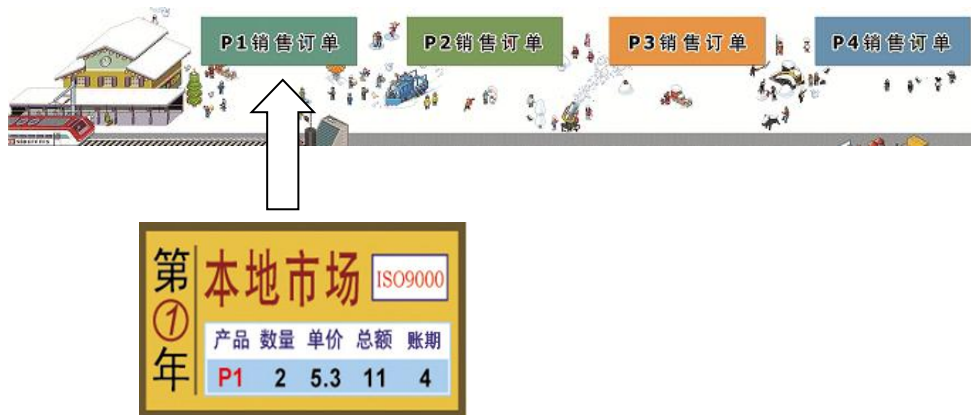 P1销售订单
P2销售订单
P3销售订单
P4销售订单
第①年
本地市场
ISO9000
产品 数量 单价 总额 账期
P1 2 5.3 11 4